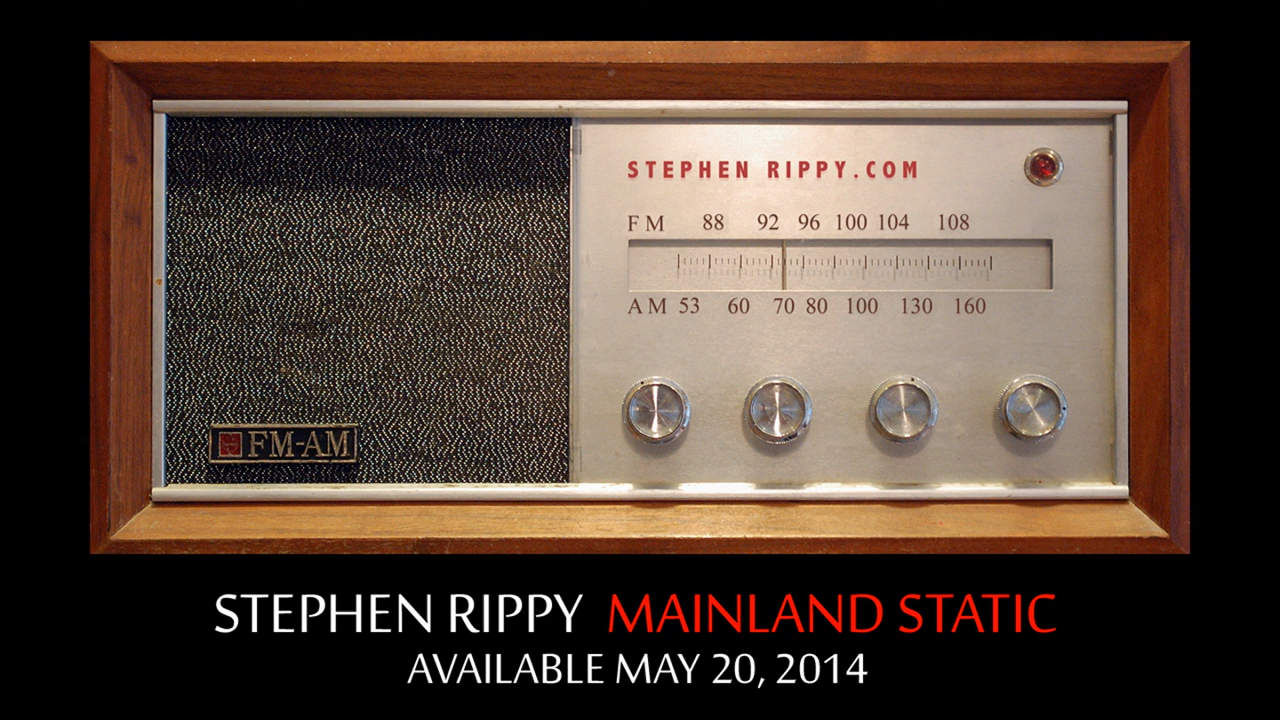 STEPHEN RIPPY.COM
FM 88 92 96 100 104 108
AM 53 60 70 80 100 130 160
FM-AM
STEPHEN RIPPY MAINLAND STATIC
AVAILABLE MAY 20, 2014